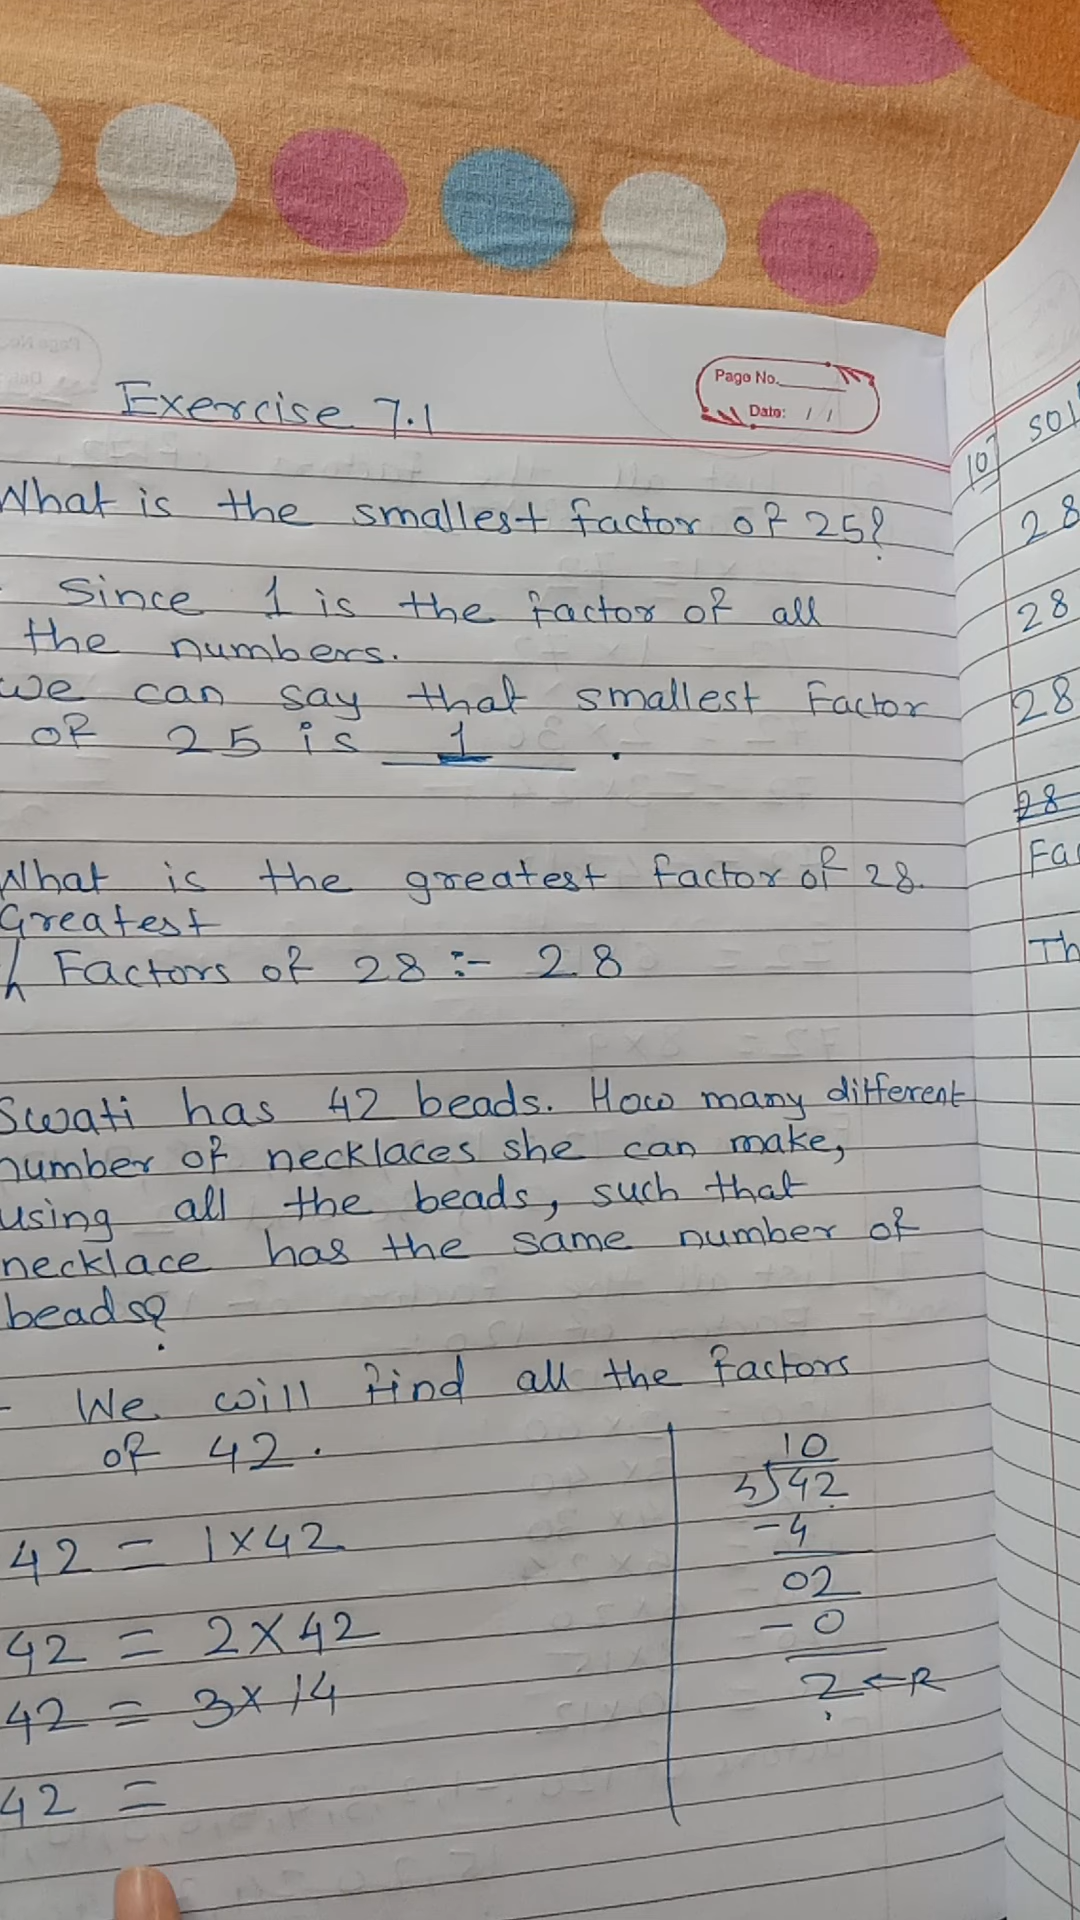 Exercise 7.1
Page No.
Date: / /
What is the smallest factor of 25?
Since 1 is the factor of all
the numbers.
we can say that smallest Factor
of 25 is 1 .
What is the greatest factor of 28.
Greatest
Factors of 28 :- 28
Swati has 42 beads. How many different
number of necklaces she can make,
using all the beads, such that
necklace has the same number of
beads?
- We will find all the factors
of 42.
42 = 1 x 42
42 = 2 x 42
42 = 3 x 14
42 =
10
42
-4
02
- 0
2 ← R
10
28
28
28
28